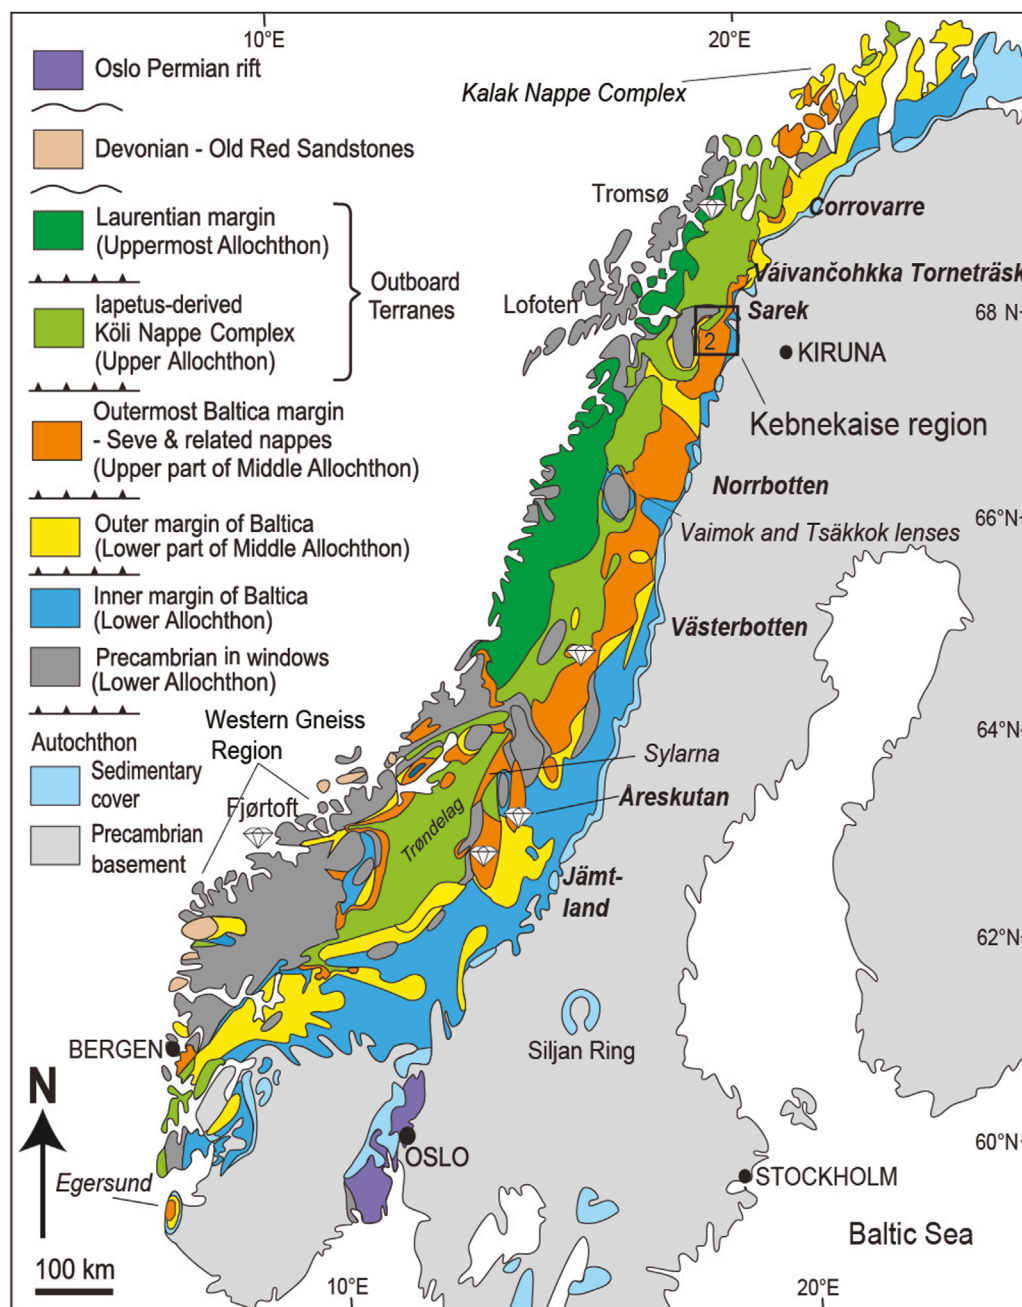 10°E
20°E
Oslo Permian rift
Devonian - Old Red Sandstones
Laurentian margin
(Uppermost Allochthon)
Iapetus-derived
Köli Nappe Complex
(Upper Allochthon)
Outboard
Terranes
Outermost Baltica margin
- Seve & related nappes
(Upper part of Middle Allochthon)
Outer margin of Baltica
(Lower part of Middle Allochthon)
Inner margin of Baltica
(Lower Allochthon)
Precambrian in windows
(Lower Allochthon)
Autochthon
Sedimentary
cover
Precambrian
basement
Kalak Nappe Complex
Tromsø
Corrovarre
Váivančohkka Torneträsk
Lofoten
Sarek
68 N
2
KIRUNA
Kebnekaise region
Norrbotten
66°N
Vaimok and Tsäkkok lenses
Västerbotten
Western Gneiss
Region
64°N
Sylarna
Åreskutan
Fjørtoft
Trøndelag
Jämt-
land
62°N
BERGEN
Siljan Ring
N
OSLO
60°N
STOCKHOLM
Egersund
Baltic Sea
100 km
10°E
20°E